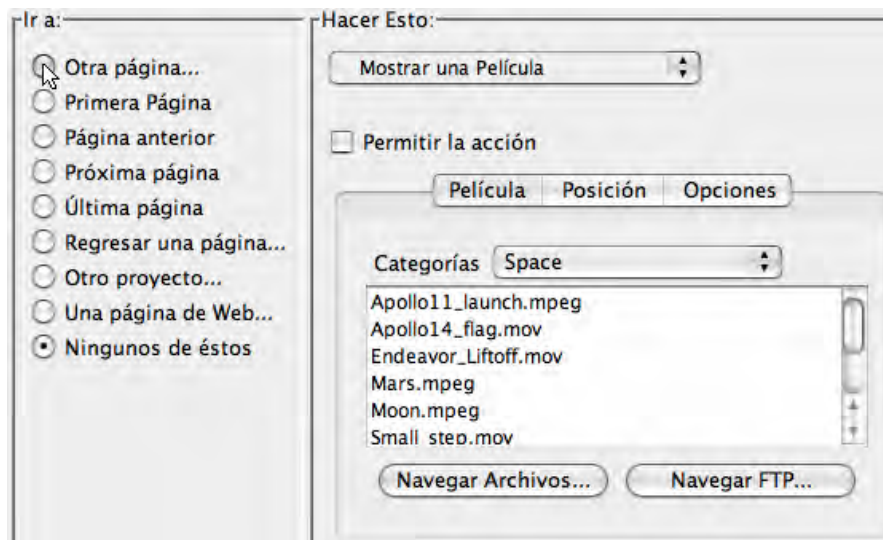 Ir a:
Otra página...
Primera Página
Página anterior
Próxima página
Última página
Regresar una página...
Otro proyecto...
Una página de Web...
Ningunos de éstos
Hacer Esto:
Mostrar una Película
Permitir la acción
Película Posición Opciones
Categorías Space
Apollo11_launch.mpeg
Apollo14_flag.mov
Endeavor_Liftoff.mov
Mars.mpeg
Moon.mpeg
Small_step.mov
Navegar Archivos... Navegar FTP...